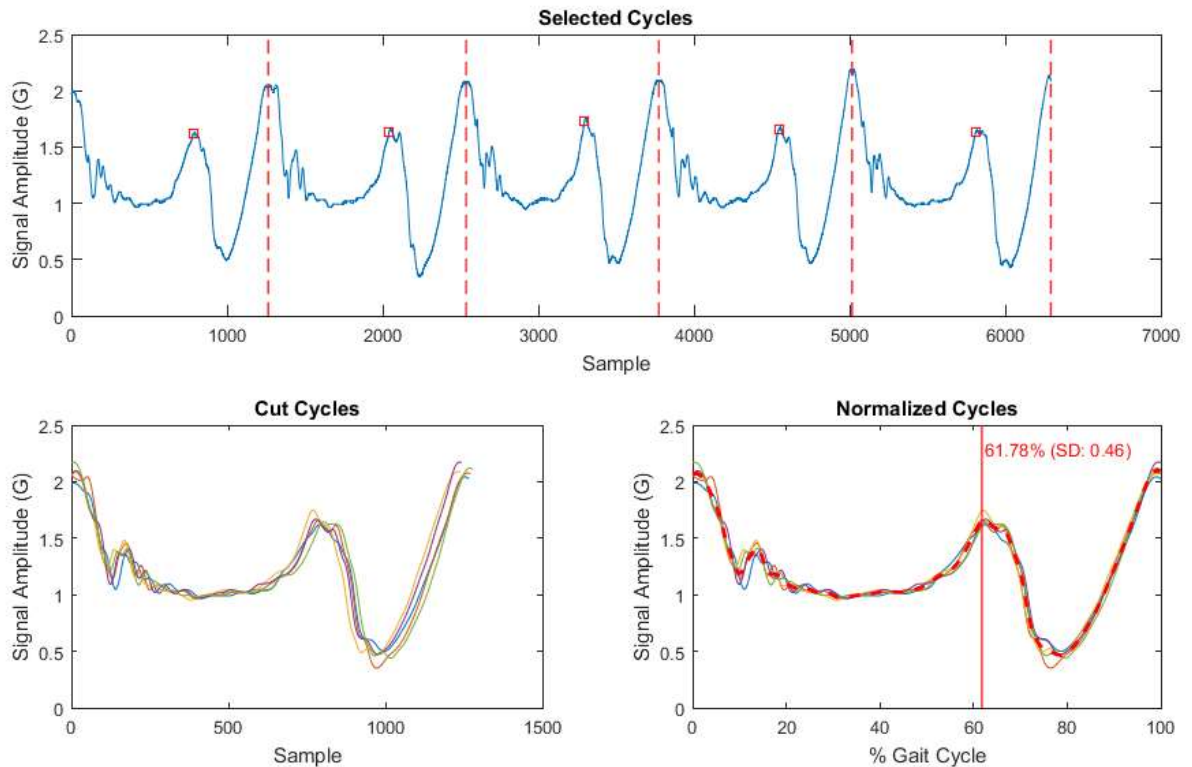 Selected Cycles
2.5
2
1.5
1
0.5
0
Signal Amplitude (G)
0 1000 2000 3000 4000 5000 6000 7000
Sample
Cut Cycles
2.5
2
1.5
1
0.5
0
Signal Amplitude (G)
0 500 1000 1500
Sample
Normalized Cycles
2.5
2
1.5
1
0.5
0
Signal Amplitude (G)
61.78% (SD: 0.46)
0 20 40 60 80 100
% Gait Cycle